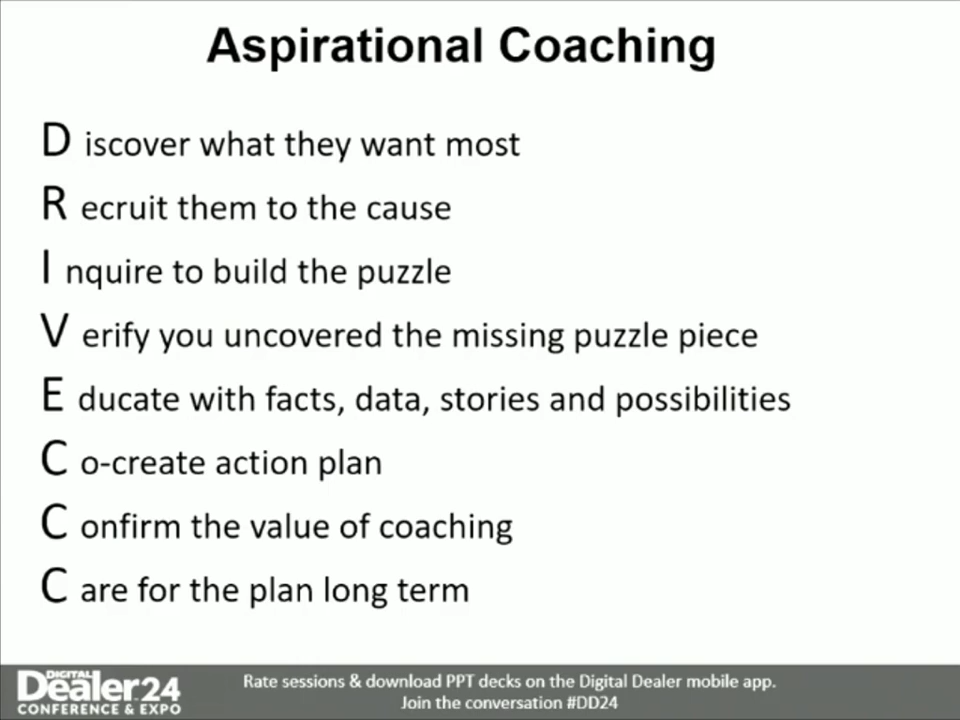 Aspirational Coaching
D iscover what they want most
R ecruit them to the cause
I nquire to build the puzzle
V erify you uncovered the missing puzzle piece
E ducate with facts, data, stories and possibilities
C o-create action plan
C onfirm the value of coaching
C are for the plan long term
DIGITAL
Dealer 24
CONFERENCE & EXPO
Rate sessions & download PPT decks on the Digital Dealer mobile app.
Join the conversation #DD24